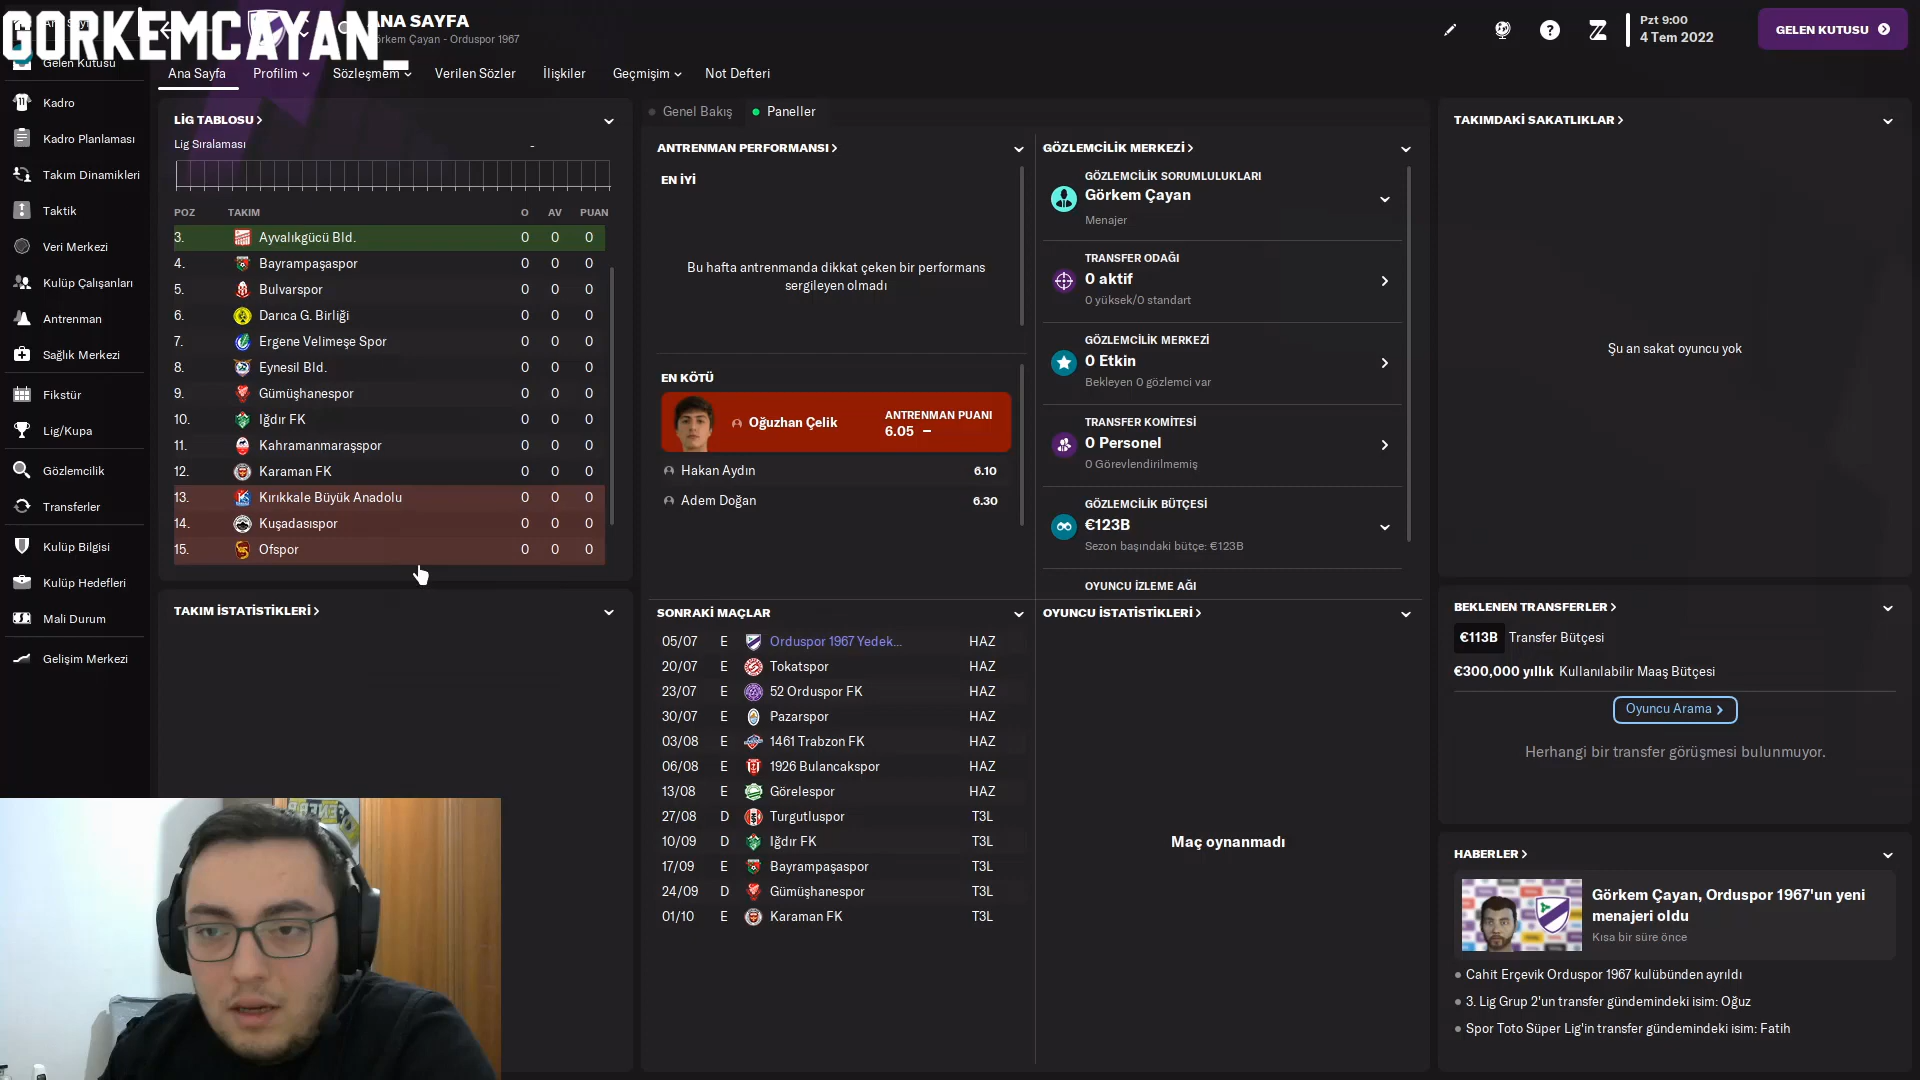 GORKEMCAYAN_
ANA SAYFA
Görkem Çayan - Orduspor 1967
Pzt 9:00
4 Tem 2022
GELEN KUTUSU
Gelen Kutusu
Kadro
Kadro Planlaması
Takım Dinamikleri
Taktik
Veri Merkezi
Kulüp Çalışanları
Antrenman
Sağlık Merkezi
Fikstür
Lig/Kupa
Gözlemcilik
Transferler
Kulüp Bilgisi
Kulüp Hedefleri
Mali Durum
Gelişim Merkezi
Ana Sayfa
Profilim
Sözleşmem
Verilen Sözler
İlişkiler
Geçmişim
Not Defteri
LİG TABLOSU
Lig Sıralaması -
POZ TAKIM O AV PUAN
3. Ayvalıkgücü Bld. 0 0 0
4. Bayrampaşaspor 0 0 0
5. Bulvarspor 0 0 0
6. Darıca G. Birliği 0 0 0
7. Ergene Velimeşe Spor 0 0 0
8. Eynesil Bld. 0 0 0
9. Gümüşhanespor 0 0 0
10. Iğdır FK 0 0 0
11. Kahramanmaraşspor 0 0 0
12. Karaman FK 0 0 0
13. Kırıkkale Büyük Anadolu 0 0 0
14. Kuşadasıspor 0 0 0
15. Ofspor 0 0 0
TAKIM İSTATİSTİKLERİ
Genel Bakış
Paneller
ANTRENMAN PERFORMANSI
EN İYİ
Bu hafta antrenmanda dikkat çeken bir performans
sergileyen olmadı
EN KÖTÜ
Oğuzhan Çelik
ANTRENMAN PUANI
6.05 –
Hakan Aydın 6.10
Adem Doğan 6.30
GÖZLEMCİLİK MERKEZİ
GÖZLEMCİLİK SORUMLULUKLARI
Görkem Çayan
Menajer
TRANSFER ODAĞI
0 aktif
0 yüksek/0 standart
GÖZLEMCİLİK MERKEZİ
0 Etkin
Bekleyen 0 gözlemci var
TRANSFER KOMİTESİ
0 Personel
0 Görevlendirilmemiş
GÖZLEMCİLİK BÜTÇESİ
€123B
Sezon başındaki bütçe: €123B
OYUNCU İZLEME AĞI
SONRAKİ MAÇLAR
05/07 E Orduspor 1967 Yedek... HAZ
20/07 E Tokatspor HAZ
23/07 E 52 Orduspor FK HAZ
30/07 E Pazarspor HAZ
03/08 E 1461 Trabzon FK HAZ
06/08 E 1926 Bulancakspor HAZ
13/08 E Görelespor HAZ
27/08 D Turgutluspor T3L
10/09 D Iğdır FK T3L
17/09 E Bayrampaşaspor T3L
24/09 D Gümüşhanespor T3L
01/10 E Karaman FK T3L
OYUNCU İSTATİSTİKLERİ
Maç oynanmadı
TAKIMDAKİ SAKATLIKLAR
Şu an sakat oyuncu yok
BEKLENEN TRANSFERLER
€113B Transfer Bütçesi
€300,000 yıllık Kullanılabilir Maaş Bütçesi
Oyuncu Arama
Herhangi bir transfer görüşmesi bulunmuyor.
HABERLER
Görkem Çayan, Orduspor 1967'un yeni
menajeri oldu
Kısa bir süre önce
Cahit Erçevik Orduspor 1967 kulübünden ayrıldı
3. Lig Grup 2'un transfer gündemindeki isim: Oğuz
Spor Toto Süper Lig'in transfer gündemindeki isim: Fatih